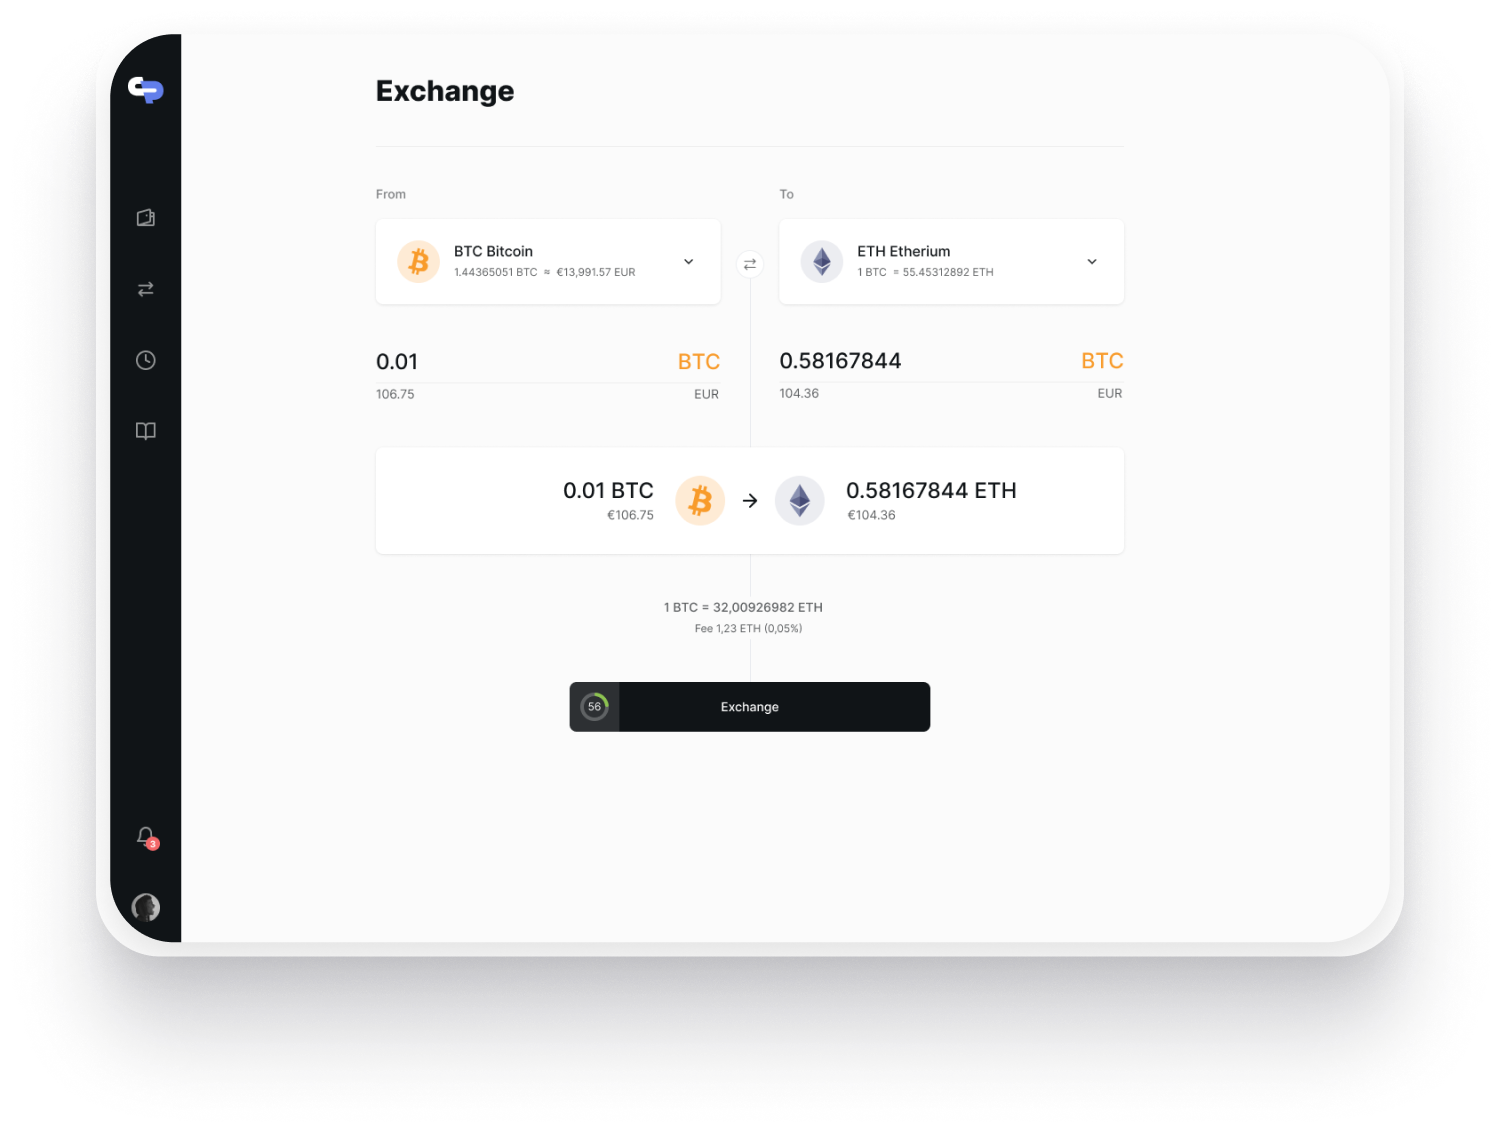 Exchange
From
To
BTC Bitcoin
1.44365051 BTC ≈ €13,991.57 EUR
ETH Etherium
1 BTC = 55.45312892 ETH
0.01 BTC
106.75 EUR
0.58167844 BTC
104.36 EUR
0.01 BTC
€106.75
0.58167844 ETH
€104.36
1 BTC = 32,00926982 ETH
Fee 1,23 ETH (0,05%)
56
Exchange
3